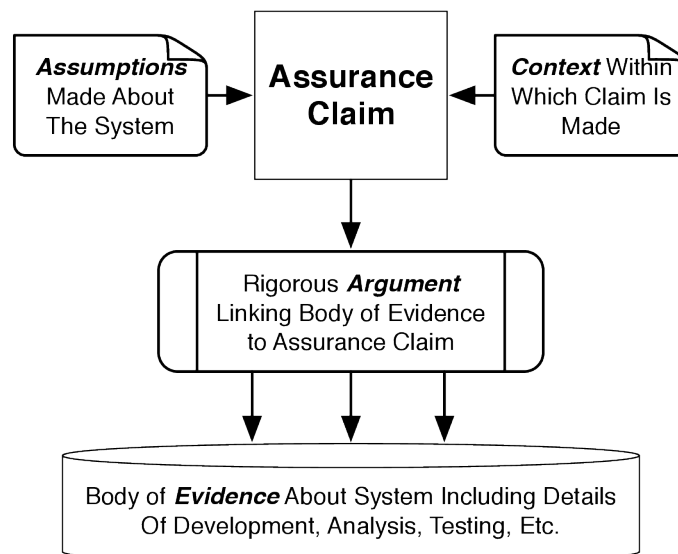 Assumptions
Made About
The System
Assurance
Claim
Context Within
Which Claim Is
Made
Rigorous Argument
Linking Body of Evidence
to Assurance Claim
Body of Evidence About System Including Details
Of Development, Analysis, Testing, Etc.